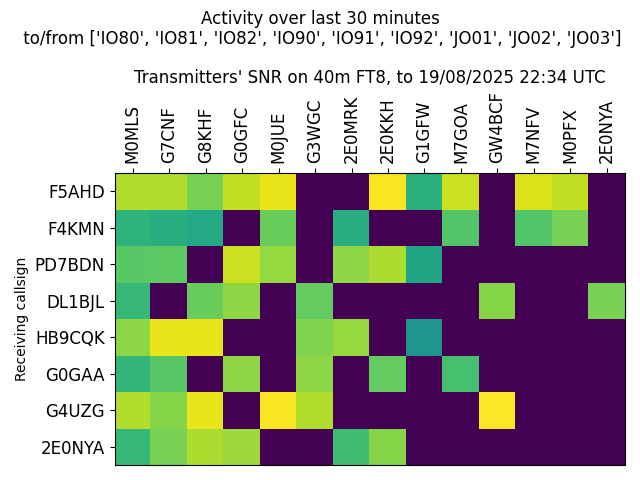 Activity over last 30 minutes
to/from ['IO80', 'IO81', 'IO82', 'IO90', 'IO91', 'IO92', 'JO01', 'JO02', 'JO03']
Transmitters' SNR on 40m FT8, to 19/08/2025 22:34 UTC
M0MLS
G7CNF
G8KHF
G0GFC
M0JUE
G3WGC
2E0MRK
2E0KKH
G1GFW
M7GOA
GW4BCF
M7NFV
M0PFX
2E0NYA
Receiving callsign
F5AHD
F4KMN
PD7BDN
DL1BJL
HB9CQK
G0GAA
G4UZG
2E0NYA